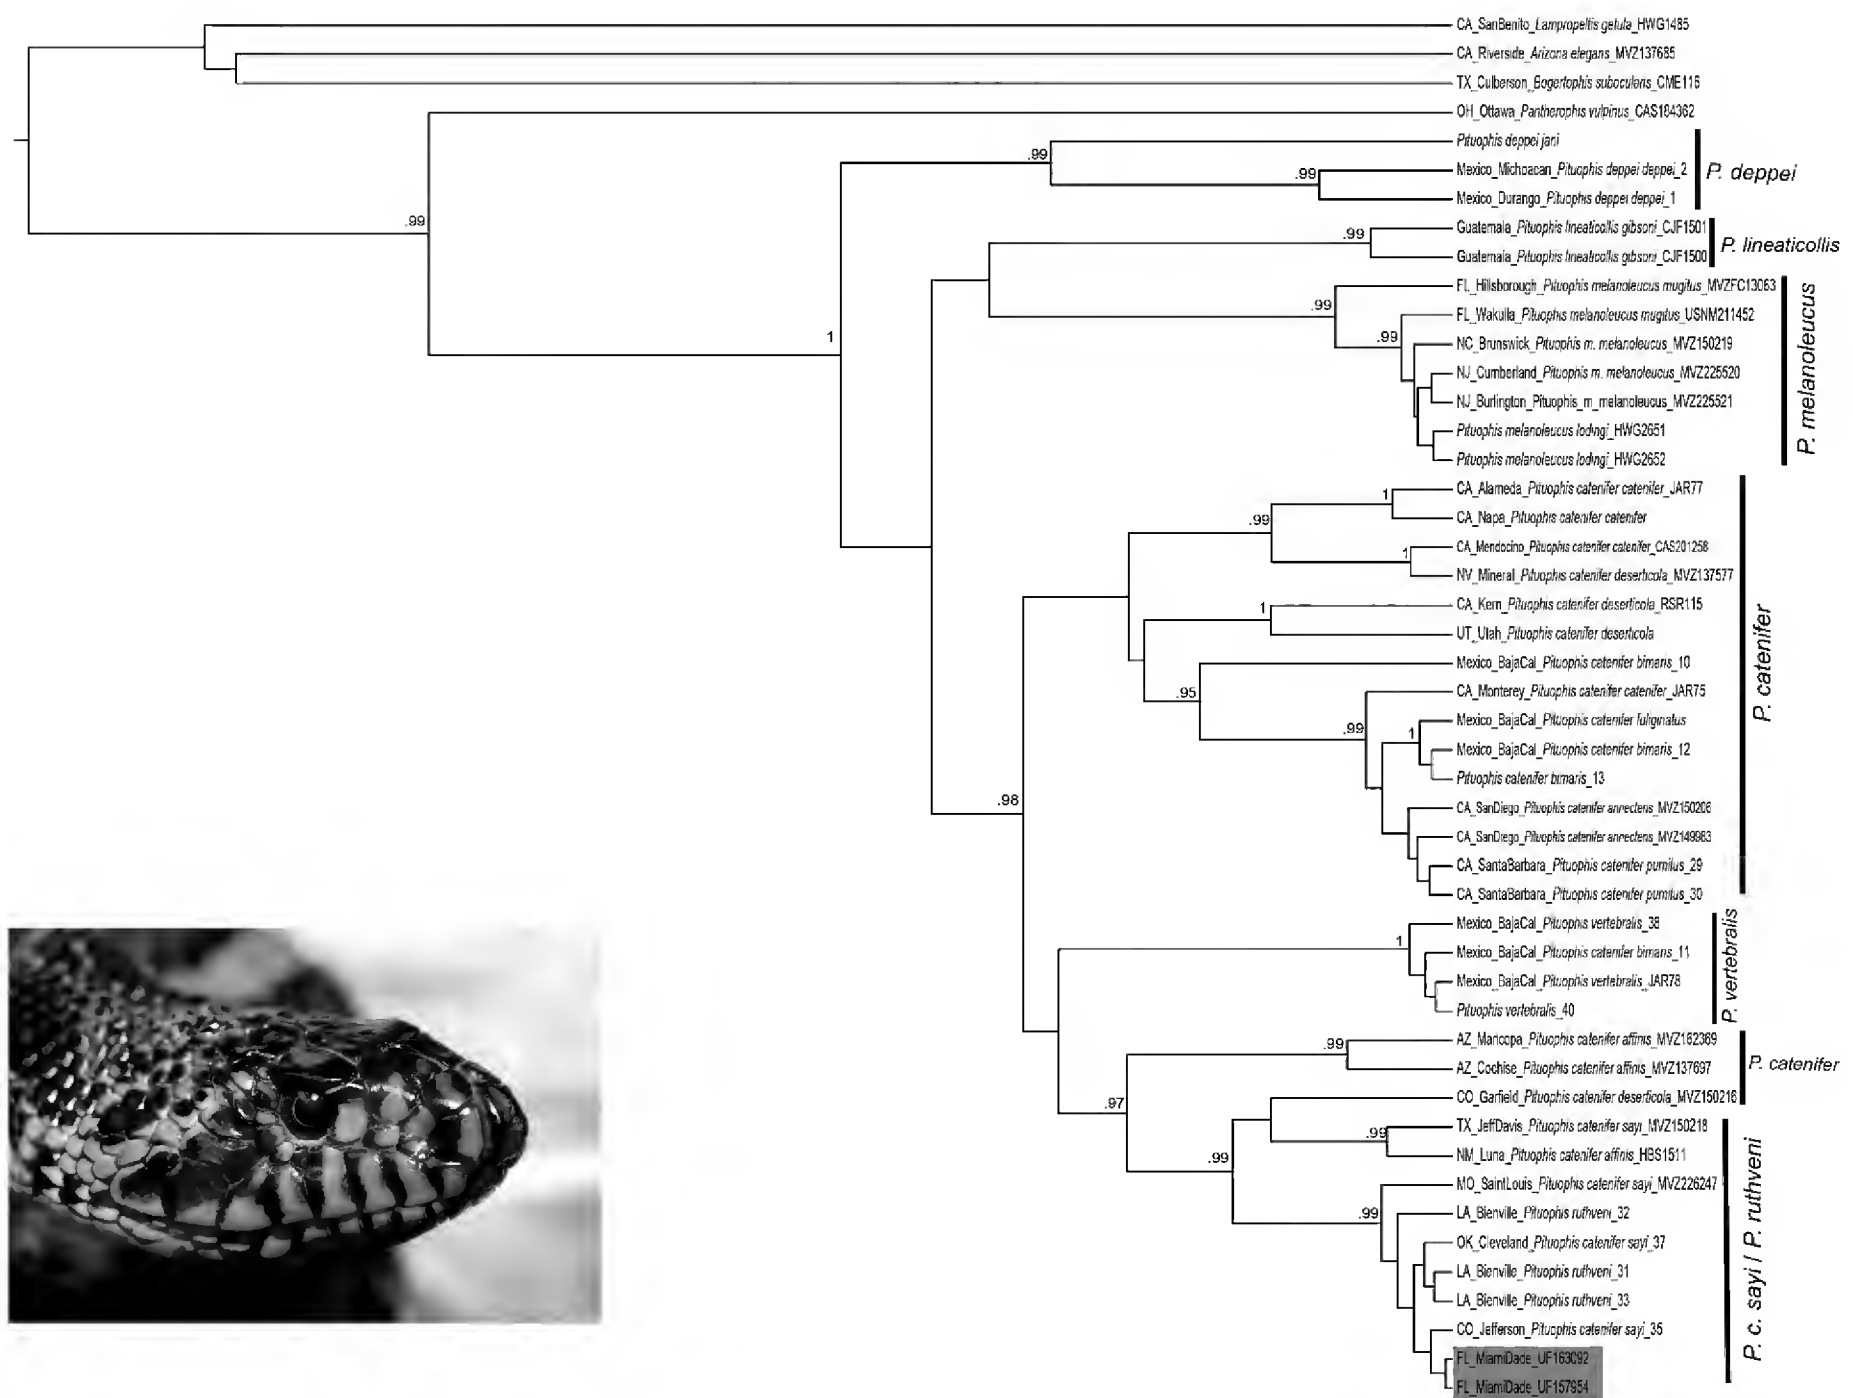 CA_SanBenito_Lampropeltis getula_HWG1485
CA_Riverside_Arizona elegans_MVZ137685
TX_Culberson_Bogertophis subocularis_CME116
OH_Ottawa_Pantherophis vulpinus_CAS184362
Pituophis deppei jani
.99
Mexico_Michoacan_Pituophis deppei deppei_2
.99
P. deppei
Mexico_Durango_Pituophis deppei deppei_1
.99
Guatemala_Pituophis lineaticollis gibsoni_CJF1501
.99
P. lineaticollis
Guatemala_Pituophis lineaticollis gibsoni_CJF1500
FL_Hillsborough_Pituophis melanoleucus mugitus_MVZFC13083
.99
FL_Wakulla_Pituophis melanoleucus mugitus_USNM211452
1
.99
NC_Brunswick_Pituophis m. melanoleucus_MVZ150219
P. melanoleucus
NJ_Cumberland_Pituophis m. melanoleucus_MVZ225520
NJ_Burlington_Pituophis_m_melanoleucus_MVZ225521
Pituophis melanoleucus lodingi_HWG2651
Pituophis melanoleucus lodingi_HWG2652
CA_Alameda_Pituophis catenifer catenifer_JAR77
1
CA_Napa_Pituophis catenifer catenifer
.99
CA_Mendocino_Pituophis catenifer catenifer_CAS201258
1
NV_Mineral_Pituophis catenifer deserticola_MVZ137577
CA_Kern_Pituophis catenifer deserticola_RSR115
1
UT_Utah_Pituophis catenifer deserticola
P. catenifer
Mexico_BajaCal_Pituophis catenifer bimaris_10
.95
CA_Monterey_Pituophis catenifer catenifer_JAR75
Mexico_BajaCal_Pituophis catenifer fuliginatus
.99
1
Mexico_BajaCal_Pituophis catenifer bimaris_12
Pituophis catenifer bimaris_13
.98
CA_SanDiego_Pituophis catenifer annectens_MVZ150206
CA_SanDiego_Pituophis catenifer annectens_MVZ149983
CA_SantaBarbara_Pituophis catenifer pumilus_29
CA_SantaBarbara_Pituophis catenifer pumilus_30
Mexico_BajaCal_Pituophis vertebralis_38
1
Mexico_BajaCal_Pituophis catenifer bimaris_11
P. vertebralis
Mexico_BajaCal_Pituophis vertebralis_JAR78
Pituophis vertebralis_40
AZ_Maricopa_Pituophis catenifer affinis_MVZ162369
.99
AZ_Cochise_Pituophis catenifer affinis_MVZ137697
P. catenifer
CO_Garfield_Pituophis catenifer deserticola_MVZ150216
.97
TX_JeffDavis_Pituophis catenifer sayi_MVZ150218
.99
NM_Luna_Pituophis catenifer affinis_HBS1511
.99
MO_SaintLouis_Pituophis catenifer sayi_MVZ226247
.99
LA_Bienville_Pituophis ruthveni_32
P. c. sayi / P. ruthveni
OK_Cleveland_Pituophis catenifer sayi_37
LA_Bienville_Pituophis ruthveni_31
LA_Bienville_Pituophis ruthveni_33
CO_Jefferson_Pituophis catenifer sayi_35
FL_MiamiDade_UF163092
FL_MiamiDade_UF157954